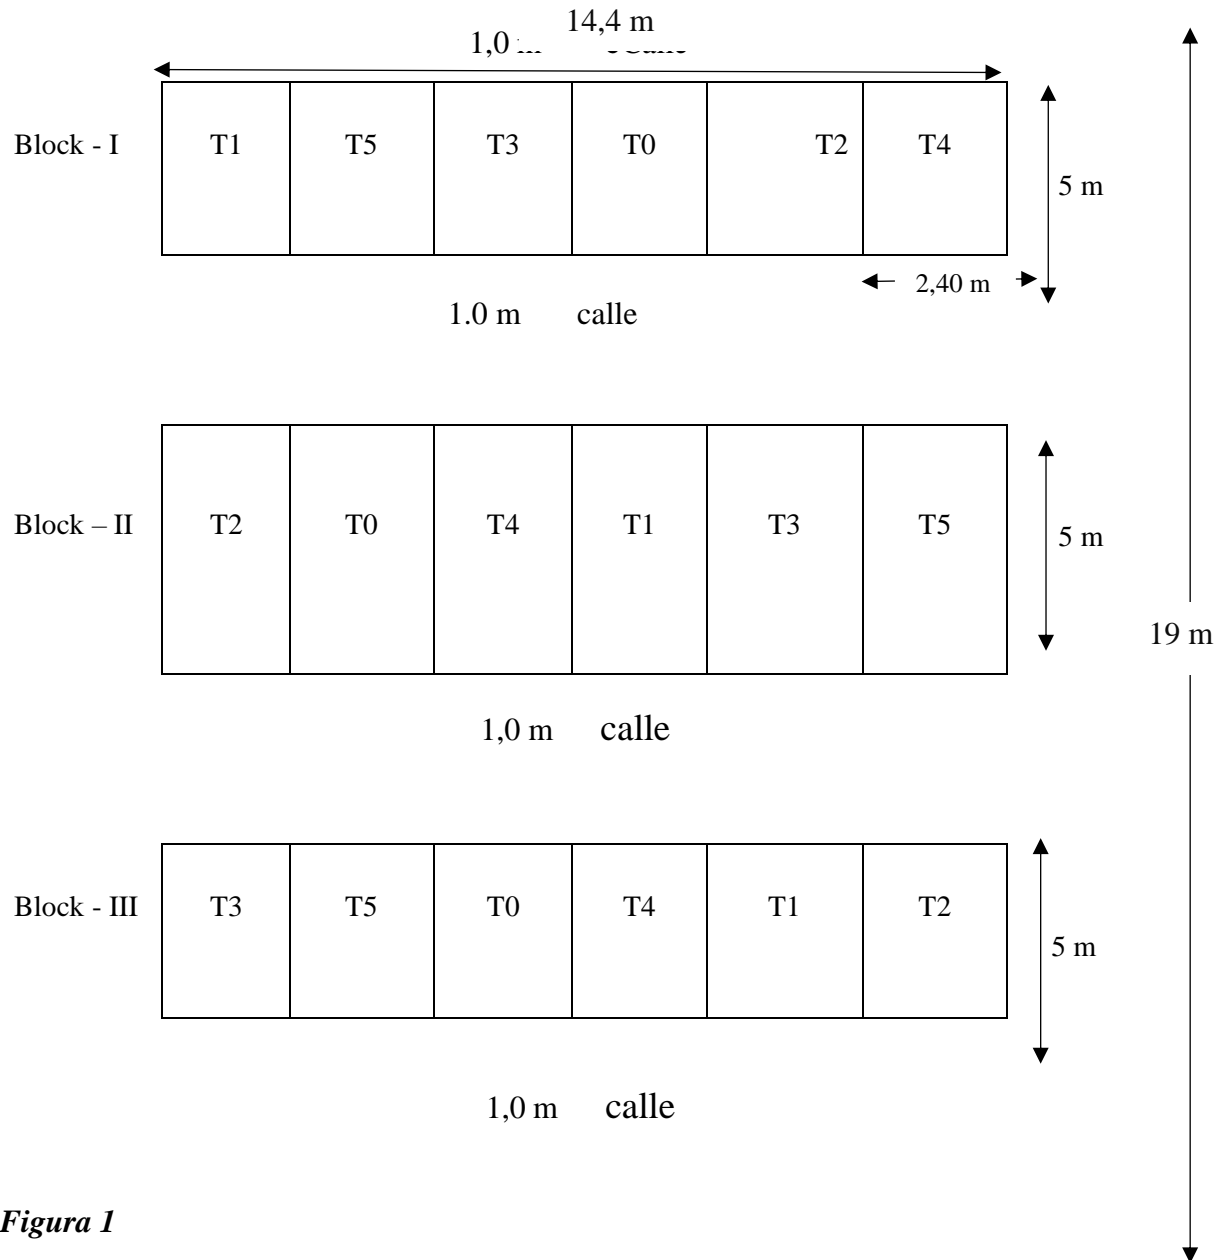 14,4 m
1,0
Block - I T1 T5 T3 T0 T2 T4
5 m
2,40 m
1.0 m calle
Block – II T2 T0 T4 T1 T3 T5
5 m
19 m
1,0 m calle
Block - III T3 T5 T0 T4 T1 T2
5 m
1,0 m calle
Figura 1